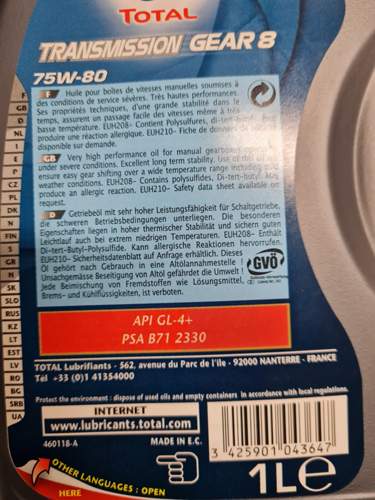 TOTAL
TRANSMISSION GEAR 8
75W-80
F Huile pour boîtes de vitesses manuelles soumises à
des conditions de service sévères. Très hautes performances.
Ses propriétés techniques, d'une grande stabilité dans le
temps, assurent un passage facile des vitesses même à très
basse température. EUH208- Contient Polysulfures, di-tert-
produire une réaction allergique. EUH210- Fiche de données de
disponible sur demande.
GB Very high performance oil for manual gearboxes
under severe conditions. Excellent long term stability. Use of this oil
ensure easy gear shifting over a wide temperature range including
weather conditions. EUH208- Contains polysulfides, Di-tert-butyl. May
produce an allergic reaction. EUH210- Safety data sheet available on
request.
D Getriebeöl mit sehr hoher Leistungsfähigkeit für Schaltgetriebe,
die schweren Betriebsbedingungen unterliegen. Die besonderen
Eigenschaften liegen in hoher thermischer Stabilität und sichern guten
Leichtlauf auch bei extrem niedrigen Temperaturen. EUH208- Enthält
Di-tert-Butyl-Polysulfide. Kann allergische Reaktionen hervorrufen.
EUH210- Sicherheitsdatenblatt auf Anfrage erhältlich. Dieses
Öl gehört nach Gebrauch in eine Altölannahmestelle !
Unsachgemässe Beseitigung von Altöl gefährdet die Umwelt !
Jede Beimischung von Fremdstoffen wie Lösungsmittel,
Brems- und Kühlflüssigkeiten, ist verboten.
GVÖ
API GL-4+
PSA B71 2330
TOTAL Lubrifiants - 562, avenue du Parc de l'île - 92000 NANTERRE - FRANCE
Tél +33 (0)1 41354000
Protect the environment : dispose of used oils and empty containers in accordance with local regulations.
INTERNET
www.lubricants.total.com
460118-A
MADE IN E.C.
3 425901 043647
1L e
OTHER LANGUAGES : OPEN
HERE
F
GB
D
NL
I
E
P
CZ
PL
DK
N
FIN
S
GR
H
SK
SLO
RUS
KZ
LT
EST
LV
RO
BG
SRB
UA